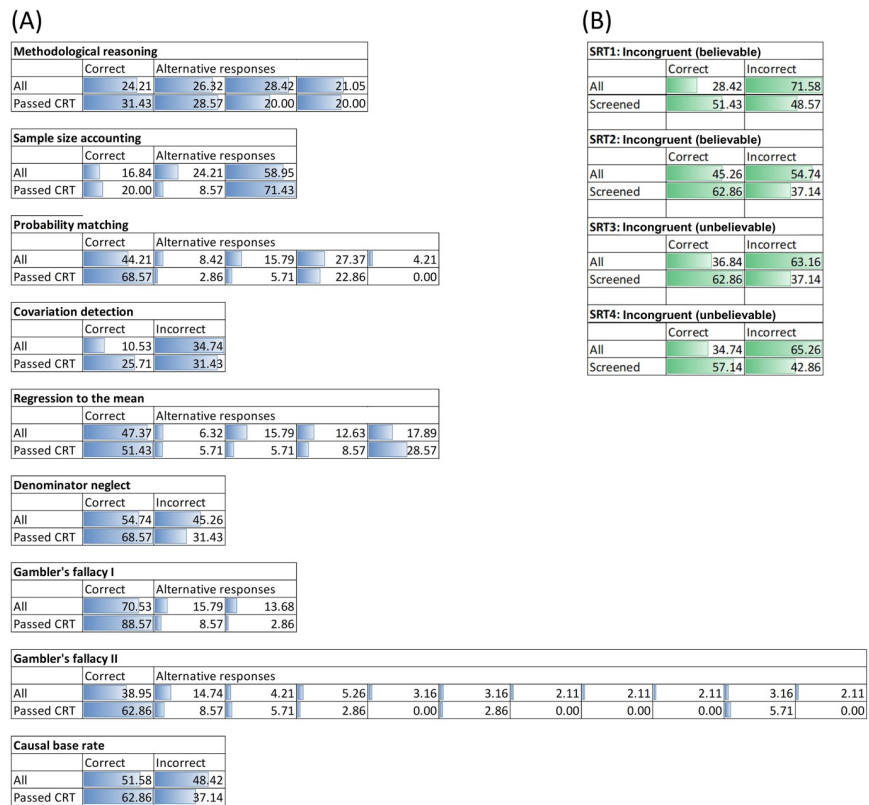 (A)
Methodological reasoning
Correct Alternative responses
All 24.21 26.32 28.42 21.05
Passed CRT 31.43 28.57 20.00 20.00
Sample size accounting
Correct Alternative responses
All 16.84 24.21 58.95
Passed CRT 20.00 8.57 71.43
Probability matching
Correct Alternative responses
All 44.21 8.42 15.79 27.37 4.21
Passed CRT 68.57 2.86 5.71 22.86 0.00
Covariation detection
Correct Incorrect
All 10.53 34.74
Passed CRT 25.71 31.43
Regression to the mean
Correct Alternative responses
All 47.37 6.32 15.79 12.63 17.89
Passed CRT 51.43 5.71 5.71 8.57 28.57
Denominator neglect
Correct Incorrect
All 54.74 45.26
Passed CRT 68.57 31.43
Gambler's fallacy I
Correct Alternative responses
All 70.53 15.79 13.68
Passed CRT 88.57 8.57 2.86
Gambler's fallacy II
Correct Alternative responses
All 38.95 14.74 4.21 5.26 3.16 3.16 2.11 2.11 2.11 3.16 2.11
Passed CRT 62.86 8.57 5.71 2.86 0.00 2.86 0.00 0.00 0.00 5.71 0.00
Causal base rate
Correct Incorrect
All 51.58 48.42
Passed CRT 62.86 37.14
(B)
SRT1: Incongruent (believable)
Correct Incorrect
All 28.42 71.58
Screened 51.43 48.57
SRT2: Incongruent (believable)
Correct Incorrect
All 45.26 54.74
Screened 62.86 37.14
SRT3: Incongruent (unbelievable)
Correct Incorrect
All 36.84 63.16
Screened 62.86 37.14
SRT4: Incongruent (unbelievable)
Correct Incorrect
All 34.74 65.26
Screened 57.14 42.86